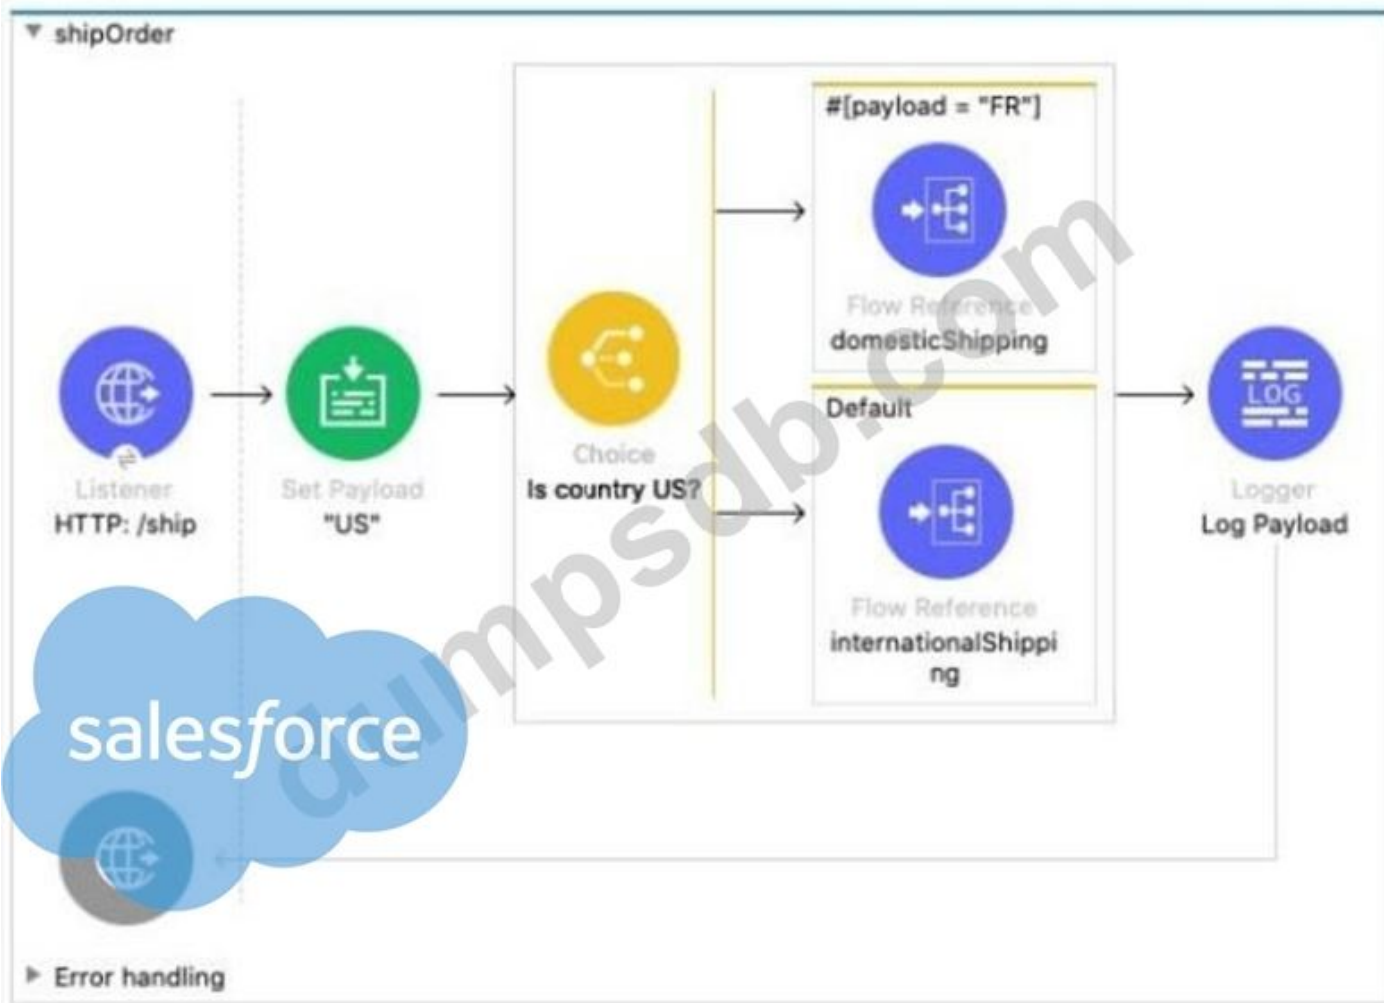 shipOrder
#[payload = "FR"]
Flow Reference
domesticShipping
Default
Flow Reference
internationalShippi
ng
Choice
Is country US?
Listener
HTTP: /ship
Set Payload
"US"
LOG
Logger
Log Payload
salesforce
dumpsdb.com
Error handling